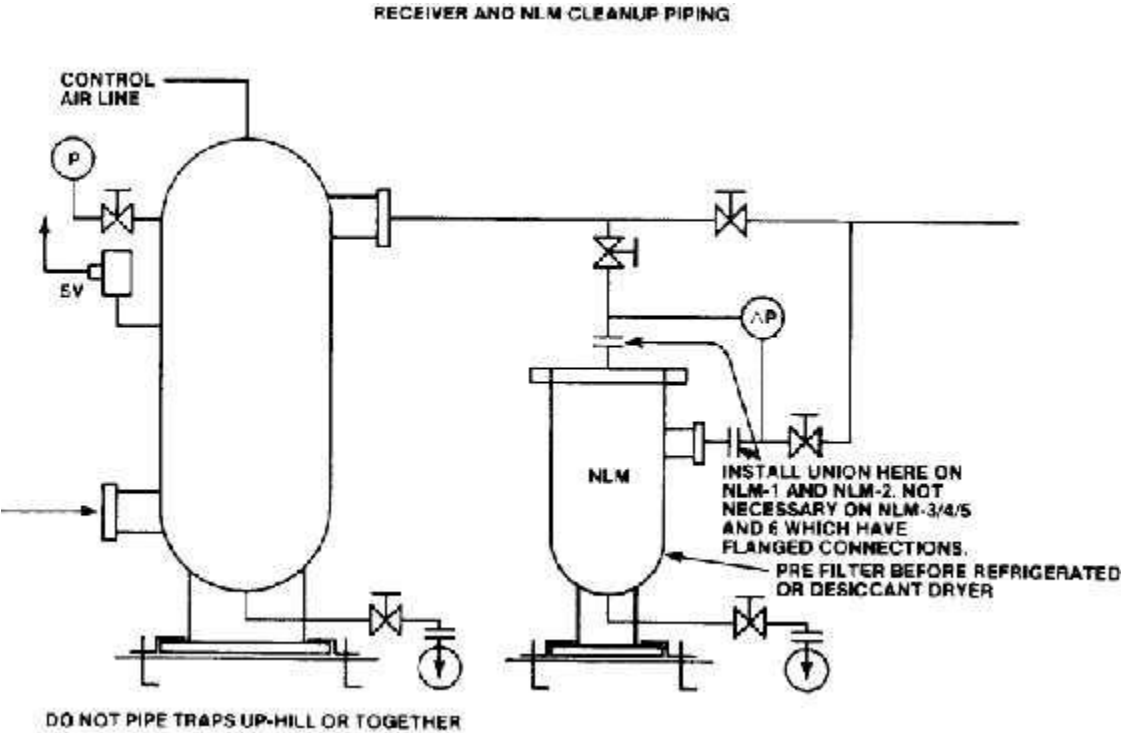 RECEIVER AND NLM CLEANUP PIPING
CONTROL
AIR LINE
P
SV
ΔP
NLM
INSTALL UNION HERE ON
NLM-1 AND NLM-2. NOT
NECESSARY ON NLM-3/4/5
AND 6 WHICH HAVE
FLANGED CONNECTIONS.
PRE FILTER BEFORE REFRIGERATED
OR DESICCANT DRYER
DO NOT PIPE TRAPS UP-HILL OR TOGETHER